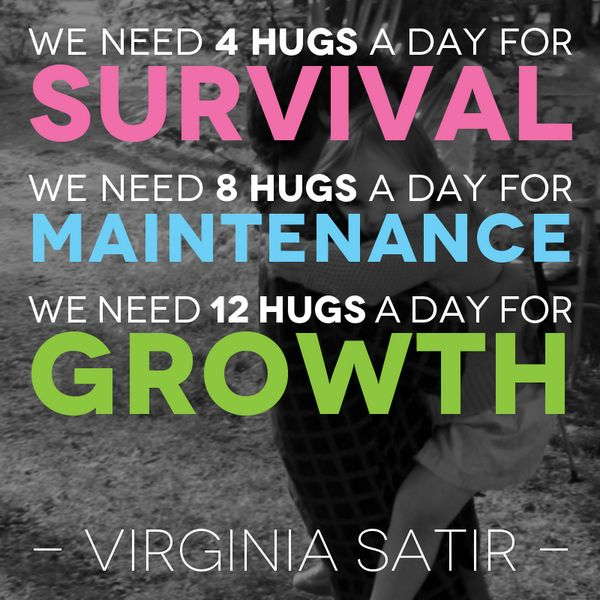 WE NEED 4 HUGS A DAY FOR
SURVIVAL
WE NEED 8 HUGS A DAY FOR
MAINTENANCE
WE NEED 12 HUGS A DAY FOR
GROWTH
– VIRGINIA SATIR –